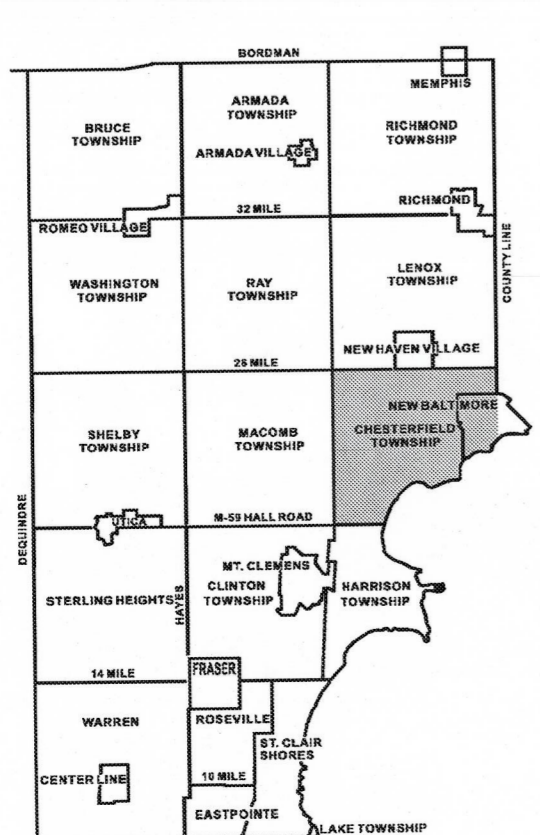 BORDMAN
MEMPHIS
BRUCE
TOWNSHIP
ARMADA
TOWNSHIP
ARMADA VILLAGE
RICHMOND
TOWNSHIP
RICHMOND
32 MILE
ROMEO VILLAGE
COUNTY LINE
WASHINGTON
TOWNSHIP
RAY
TOWNSHIP
LENOX
TOWNSHIP
NEW HAVEN VILLAGE
26 MILE
NEW BALTIMORE
SHELBY
TOWNSHIP
MACOMB
TOWNSHIP
CHESTERFIELD
TOWNSHIP
DEQUINDRE
UTICA
M-59 HALL ROAD
MT. CLEMENS
STERLING HEIGHTS
HAYES
CLINTON
TOWNSHIP
HARRISON
TOWNSHIP
14 MILE
FRASER
WARREN
ROSEVILLE
ST. CLAIR
SHORES
CENTER LINE
10 MILE
EASTPOINTE
LAKE TOWNSHIP